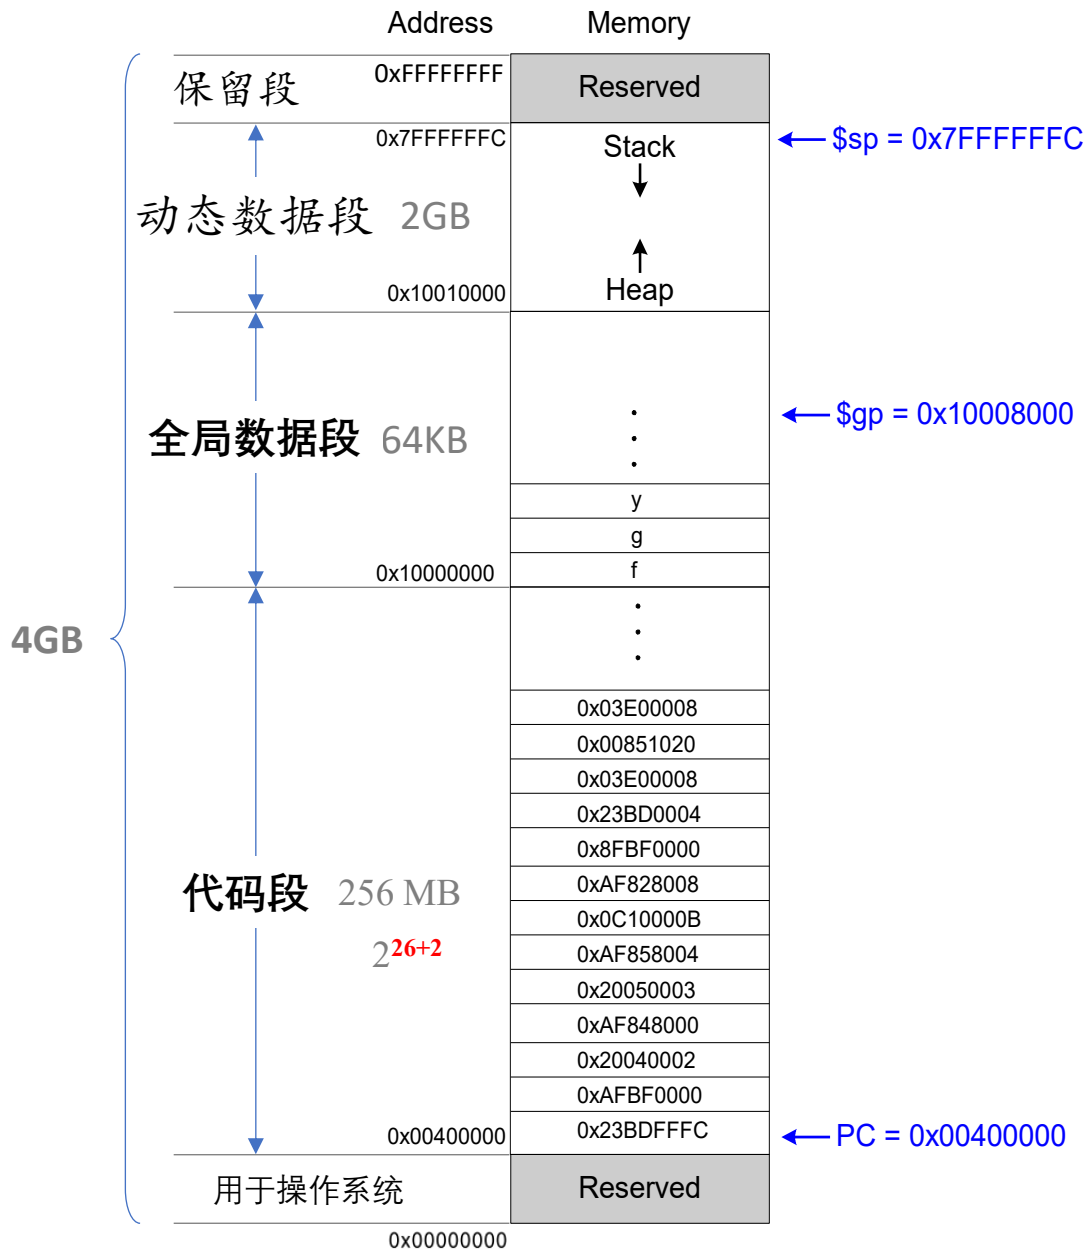 Address Memory
保留段 0xFFFFFFFF Reserved
0x7FFFFFFC Stack $sp = 0x7FFFFFFC
动态数据段 2GB
0x10010000 Heap
$gp = 0x10008000
全局数据段 64KB
y
g
0x10000000 f
4GB
0x03E00008
0x00851020
0x03E00008
0x23BD0004
0x8FBF0000
代码段 256 MB 0xAF828008
0x0C10000B
2^26+2 0xAF858004
0x20050003
0xAF848000
0x20040002
0xAFBF0000
0x00400000 0x23BDFFFC PC = 0x00400000
用于操作系统 Reserved
0x00000000